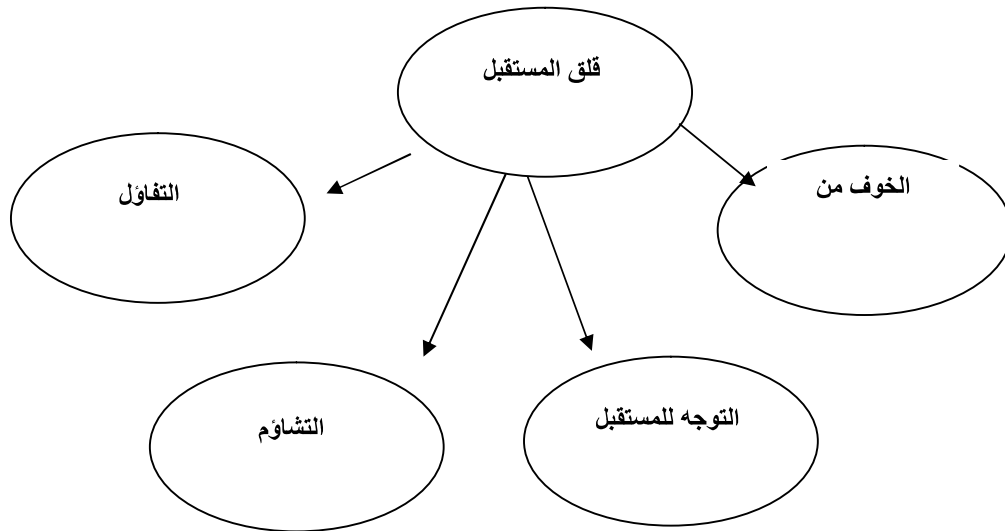 قلق المستقبل
الخوف من
التفاؤل
التوجه للمستقبل
التشاؤم